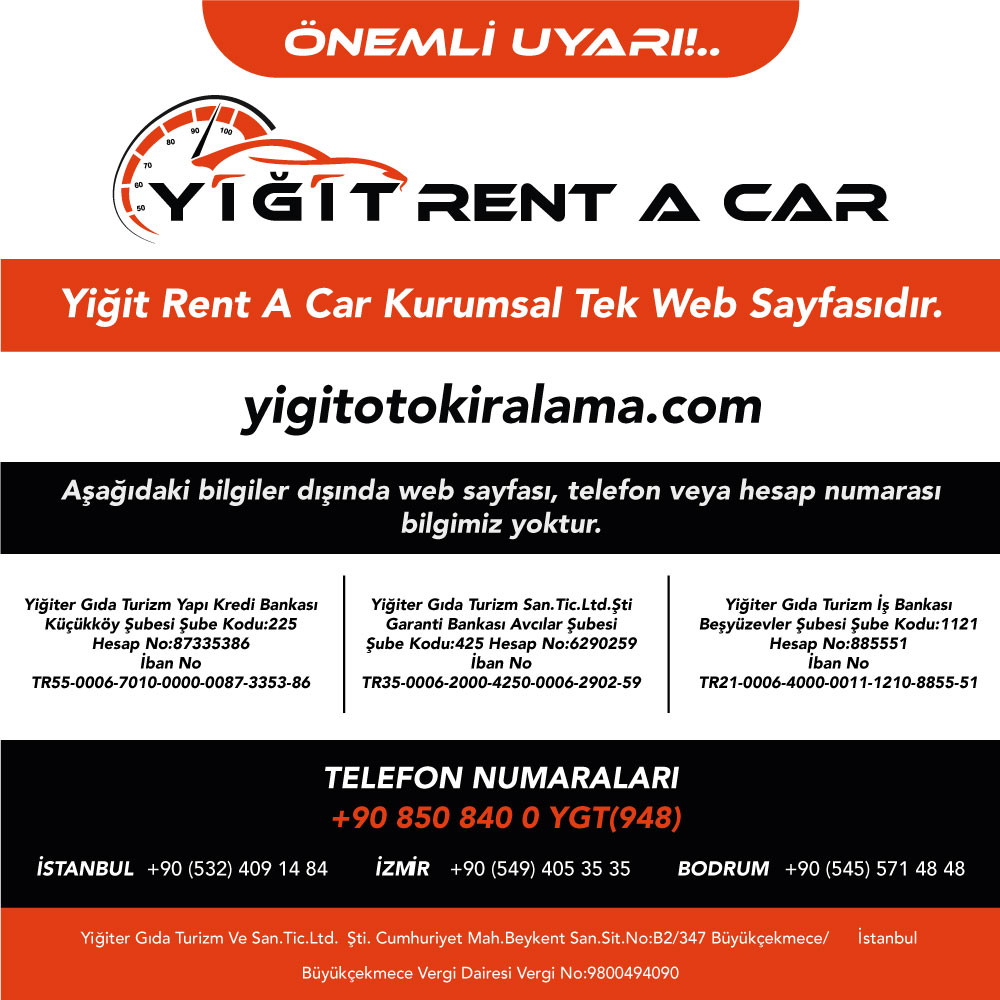 ÖNEMLİ UYARI!..
50
60
70
80
90
100
YİĞİT RENT A CAR
Yiğit Rent A Car Kurumsal Tek Web Sayfasıdır.
yigitotokiralama.com
Aşağıdaki bilgiler dışında web sayfası, telefon veya hesap numarası
bilgimiz yoktur.
Yiğiter Gıda Turizm Yapı Kredi Bankası
Küçükköy Şubesi Şube Kodu:225
Hesap No:87335386
İban No
TR55-0006-7010-0000-0087-3353-86
Yiğiter Gıda Turizm San.Tic.Ltd.Şti
Garanti Bankası Avcılar Şubesi
Şube Kodu:425 Hesap No:6290259
İban No
TR35-0006-2000-4250-0006-2902-59
Yiğiter Gıda Turizm İş Bankası
Beşyüzevler Şubesi Şube Kodu:1121
Hesap No:885551
İban No
TR21-0006-4000-0011-1210-8855-51
TELEFON NUMARALARI
+90 850 840 0 YGT(948)
İSTANBUL +90 (532) 409 14 84 İZMİR +90 (549) 405 35 35 BODRUM +90 (545) 571 48 48
Yiğiter Gıda Turizm Ve San.Tic.Ltd. Şti. Cumhuriyet Mah.Beykent San.Sit.No:B2/347 Büyükçekmece/ İstanbul
Büyükçekmece Vergi Dairesi Vergi No:9800494090